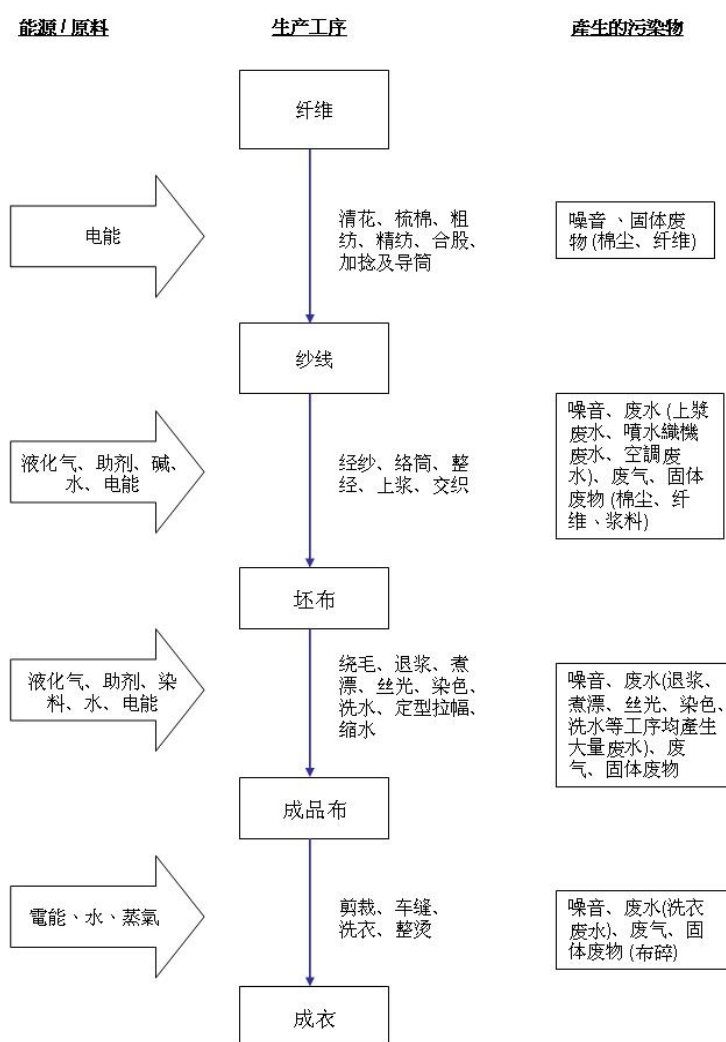 能源 / 原料
生产工序
產生的污染物
纤维
电能
清花、梳棉、粗
纺、精纺、合股、
加捻及导筒
噪音 、固体废
物 (棉尘、纤维)
纱线
液化气、助剂、碱、
水、电能
经纱、络筒、整
经、上浆、交织
噪音、废水 (上漿
废水、噴水織機
废水、空調废
水)、废气、固体
废物 (棉尘、纤
维、浆料)
坯布
液化气、助剂、染
料、水、电能
绕毛、退浆、煮
漂、丝光、染色、
洗水、定型拉幅、
缩水
噪音、废水(退浆、
煮漂、丝光、染色、
洗水等工序均產生
大量废水)、废
气、固体废物
成品布
電能、水、蒸氣
剪裁、车缝、
洗衣、整烫
噪音、废水(洗衣
废水)、废气、固
体废物 (布碎)
成衣